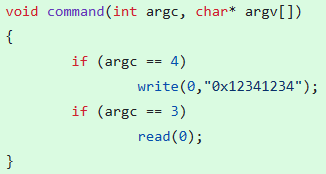 void command(int argc, char* argv[])
{
        if (argc == 4)
                write(0,"0x12341234");
        if (argc == 3)
                read(0);
}